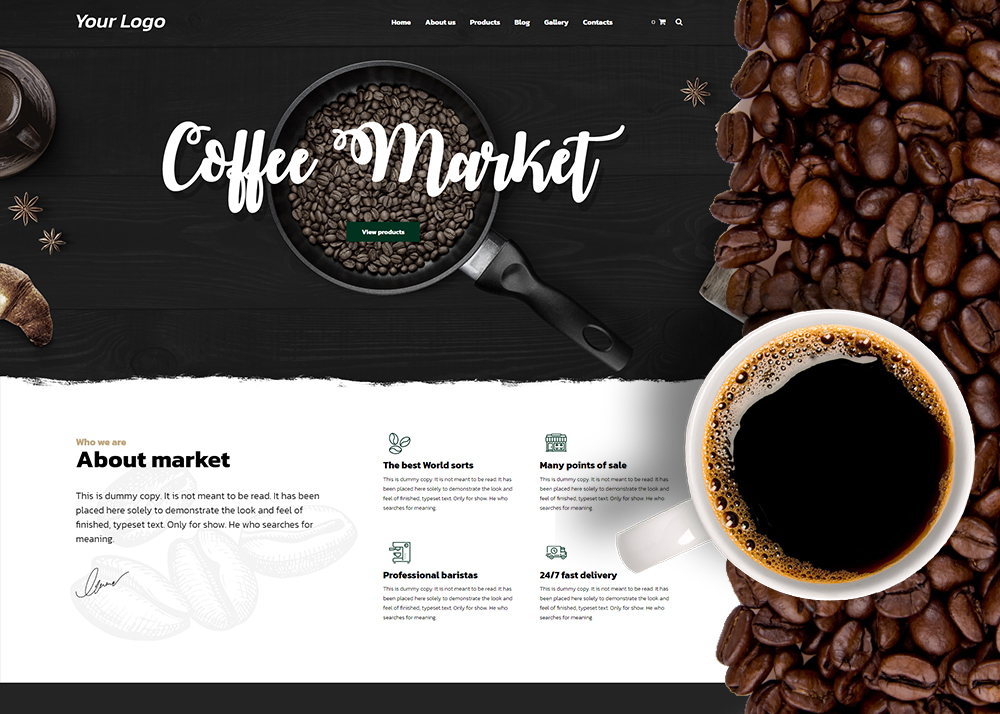 Your Logo
Home About us Products Blog Gallery Contacts 0
Coffee Market
View products
Who we are
About market
This is dummy copy. It is not meant to be read. It has been
placed here solely to demonstrate the look and feel of
finished, typeset text. Only for show. He who searches for
meaning.
The best World sorts
This is dummy copy. It is not meant to be read. It has
been placed here solely to demonstrate the look and
feel of finished, typeset text. Only for show. He who
searches for meaning.
Many points of sale
This is dummy copy. It is not meant to be read. It has
been placed here solely to demonstrate the look and
feel of finished, typeset text. Only for show. He who
searches for meaning.
Professional baristas
This is dummy copy. It is not meant to be read. It has
been placed here solely to demonstrate the look and
feel of finished, typeset text. Only for show. He who
searches for meaning.
24/7 fast delivery
This is dummy copy. It is not meant to be read. It has
been placed here solely to demonstrate the look and
feel of finished, typeset text. Only for show. He who
searches for meaning.